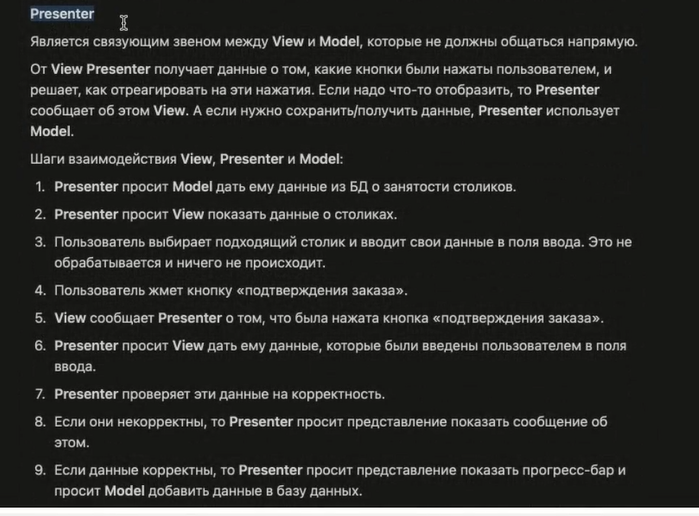 Presenter
Является связующим звеном между View и Model, которые не должны общаться напрямую.
От View Presenter получает данные о том, какие кнопки были нажаты пользователем, и
решает, как отреагировать на эти нажатия. Если надо что-то отобразить, то Presenter
сообщает об этом View. А если нужно сохранить/получить данные, Presenter использует
Model.
Шаги взаимодействия View, Presenter и Model:
1. Presenter просит Model дать ему данные из БД о занятости столиков.
2. Presenter просит View показать данные о столиках.
3. Пользователь выбирает подходящий столик и вводит свои данные в поля ввода. Это не
обрабатывается и ничего не происходит.
4. Пользователь жмет кнопку «подтверждения заказа».
5. View сообщает Presenter о том, что была нажата кнопка «подтверждения заказа».
6. Presenter просит View дать ему данные, которые были введены пользователем в поля
ввода.
7. Presenter проверяет эти данные на корректность.
8. Если они некорректны, то Presenter просит представление показать сообщение об
этом.
9. Если данные корректны, то Presenter просит представление показать прогресс-бар и
просит Model добавить данные в базу данных.